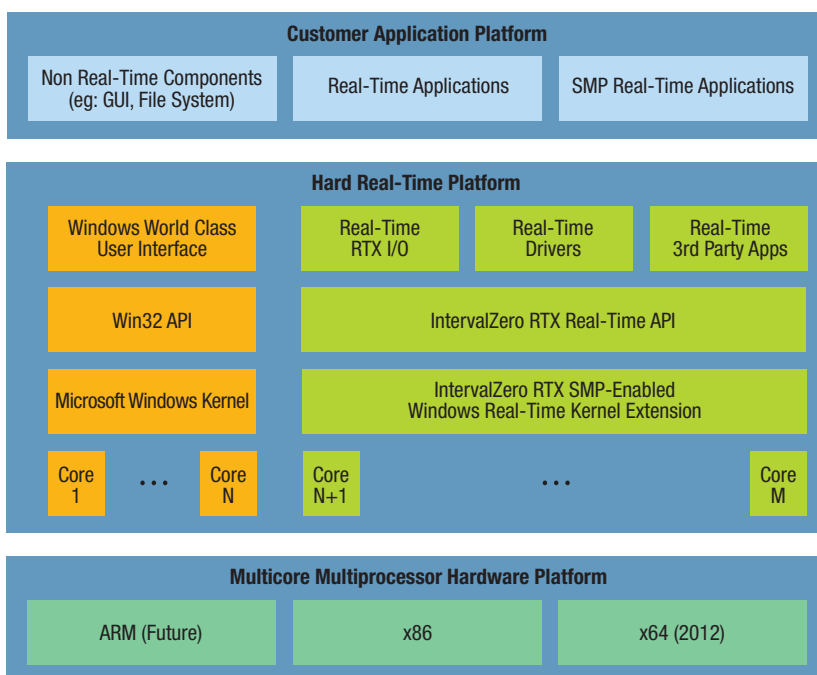 Customer Application Platform
Non Real-Time Components
(eg: GUI, File System)
Real-Time Applications
SMP Real-Time Applications
Hard Real-Time Platform
Windows World Class
User Interface
Real-Time
RTX I/O
Real-Time
Drivers
Real-Time
3rd Party Apps
Win32 API
IntervalZero RTX Real-Time API
Microsoft Windows Kernel
IntervalZero RTX SMP-Enabled
Windows Real-Time Kernel Extension
Core
1
...
Core
N
Core
N+1
...
Core
M
Multicore Multiprocessor Hardware Platform
ARM (Future)
x86
x64 (2012)